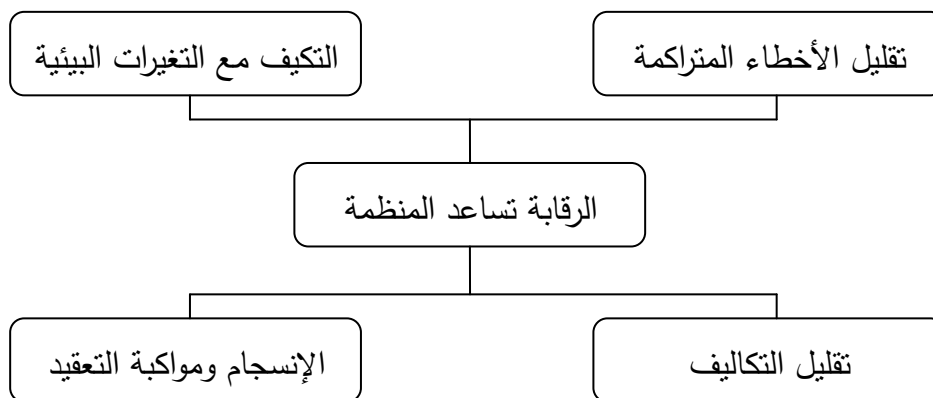 تقليل الأخطاء المتراكمة
التكيف مع التغيرات البيئية
الرقابة تساعد المنظمة
تقليل التكاليف
الإنسجام ومواكبة التعقيد